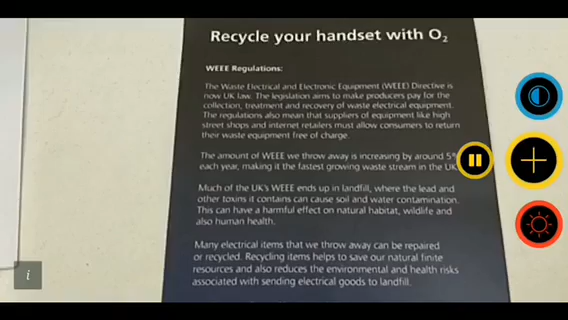 Recycle your handset with O₂
WEEE Regulations:
The Waste Electrical and Electronic Equipment (WEEE) Directive is
now UK law. The legislation aims to make producers pay for the
collection, treatment and recovery of waste electrical equipment.
The regulations also mean that suppliers of equipment like high
street shops and internet retailers must allow consumers to return
their waste equipment free of charge.
The amount of WEEE we throw away is increasing by around 5%
each year, making it the fastest growing waste stream in the UK.
Much of the UK's WEEE ends up in landfill, where the lead and
other toxins it contains can cause soil and water contamination.
This can have a harmful effect on natural habitat, wildlife and
also human health.
Many electrical items that we throw away can be repaired
or recycled. Recycling items helps to save our natural finite
resources and also reduces the environmental and health risks
associated with sending electrical goods to landfill.
i